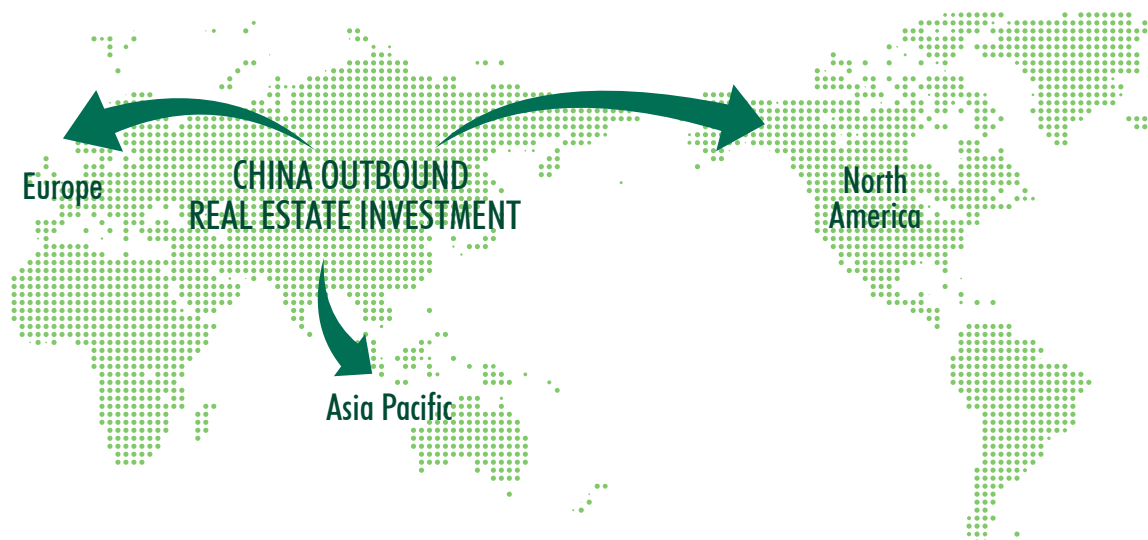 Europe
CHINA OUTBOUND
REAL ESTATE INVESTMENT
North
America
Asia Pacific